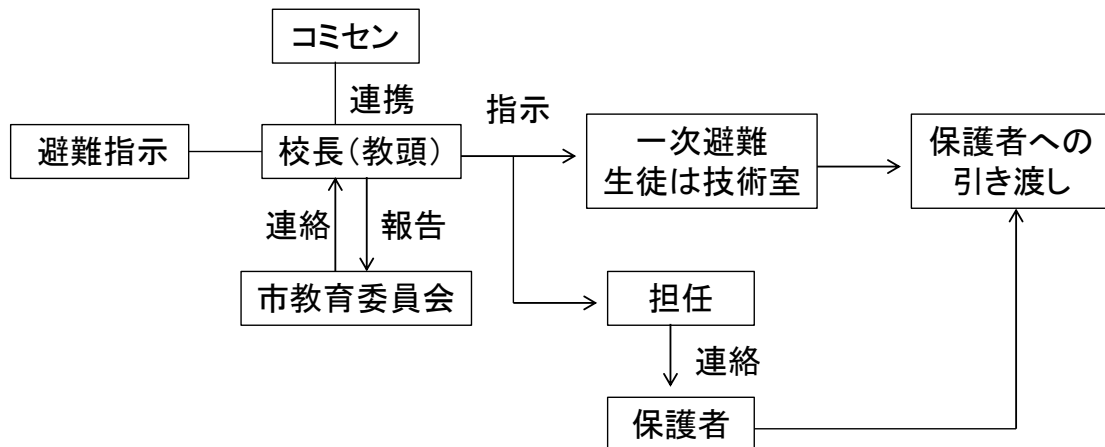 コミセン
連携
指示
避難指示
校長(教頭)
一次避難
生徒は技術室
保護者への
引き渡し
連絡
報告
市教育委員会
担任
連絡
保護者